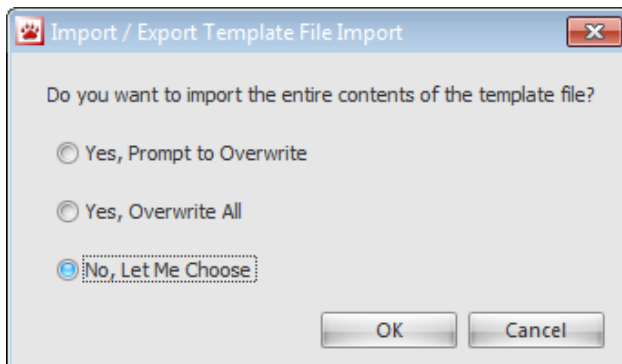 Import / Export Template File Import
Do you want to import the entire contents of the template file?
Yes, Prompt to Overwrite
Yes, Overwrite All
No, Let Me Choose
OK Cancel